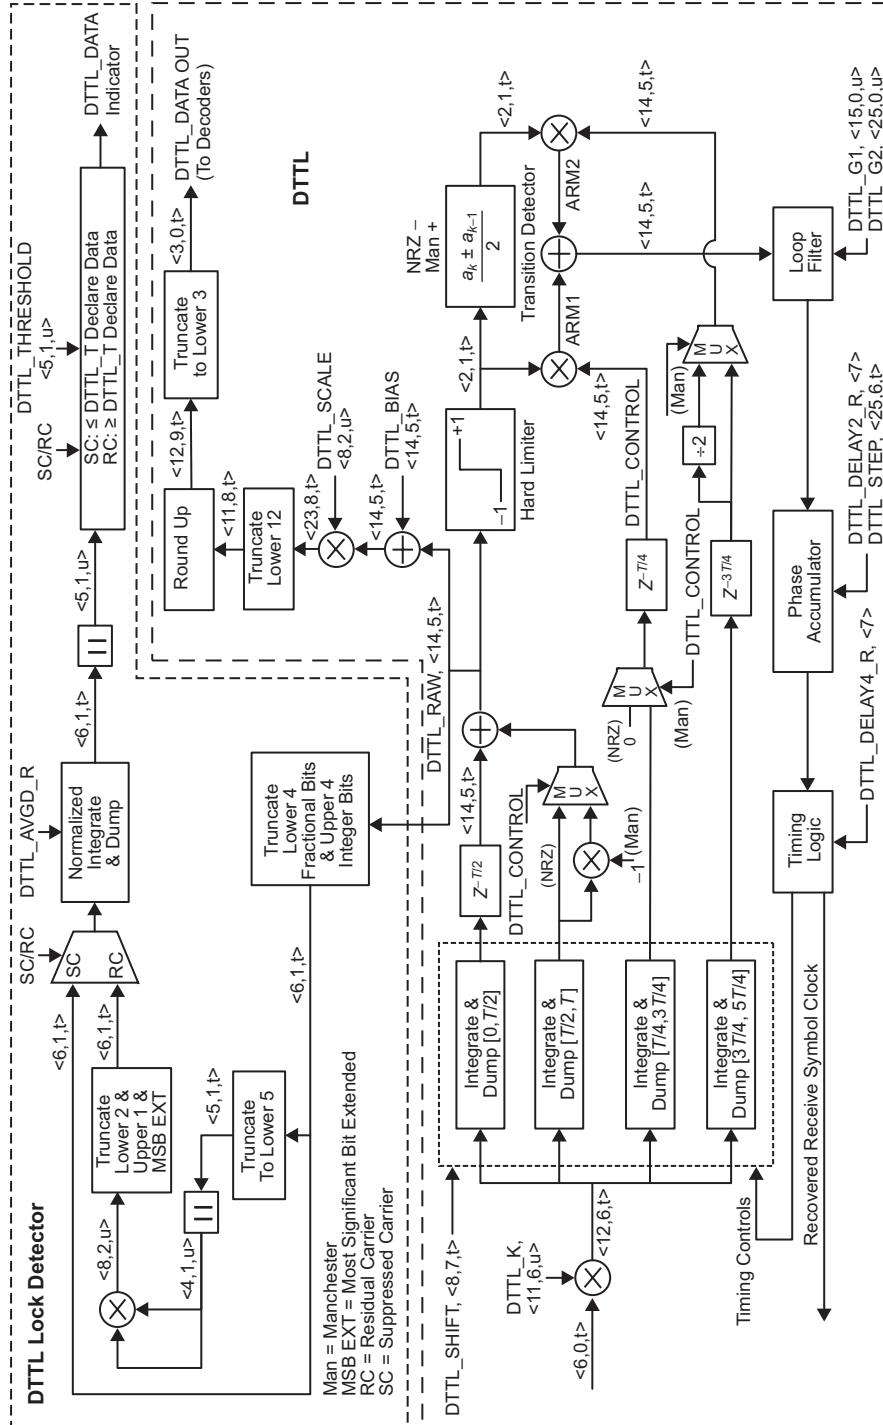 DTTL Lock Detector
SC/RC
DTTL_AVGD_R
SC/RC
DTTL_THRESHOLD
<5,1,u>
<6,1,t>
<6,1,t>
SC
RC
Normalized
Integrate
& Dump
<6,1,t>
||
<5,1,u>
SC: ≤ DTTL_T Declare Data
RC: ≥ DTTL_T Declare Data
DTTL_DATA
Indicator
<8,2,u>
Truncate
Lower 2 &
Upper 1 &
MSB EXT
<4,1,u>
||
<5,1,t>
Truncate
To Lower 5
<6,1,t>
Truncate
Lower 4
Fractional Bits
& Upper 4
Integer Bits
Man = Manchester
MSB EXT = Most Significant Bit Extended
RC = Residual Carrier
SC = Suppressed Carrier
DTTL
DTTL_RAW, <14,5,t>
Round Up
<12,9,t>
Truncate
to Lower 3
<3,0,t>
DTTL_DATA OUT
(To Decoders)
<11,8,t>
Truncate
Lower 12
<23,8,t>
DTTL_SCALE
<8,2,u>
<14,5,t>
DTTL_BIAS
<14,5,t>
DTTL_SHIFT, <8,7,t>
DTTL_K,
<11,6,u>
<6,0,t>
<12,6,t>
Integrate &
Dump [0,T/2]
Integrate &
Dump [T/2,T]
Integrate &
Dump [T/4,3T/4]
Integrate &
Dump [3T/4, 5T/4]
Z^{–T/2}
<14,5,t>
DTTL_CONTROL
(NRZ)
–1 (Man)
MUX
–1
+1
Hard Limiter
<2,1,t>
NRZ –
Man +
a_k ± a_{k–1}
2
Transition Detector
<2,1,t>
(NRZ)
0
MUX
(Man)
DTTL_CONTROL
Z^{–T/4}
DTTL_CONTROL
<14,5,t>
ARM1
ARM2
<14,5,t>
<14,5,t>
Z^{–3T/4}
÷2
(Man)
MUX
Timing Controls
Recovered Receive Symbol Clock
Timing
Logic
DTTL_DELAY4_R, <7>
Phase
Accumulator
DTTL_DELAY2_R, <7>
DTTL_STEP, <25,6,t>
Loop
Filter
DTTL_G1, <15,0,u>
DTTL_G2, <25,0,u>